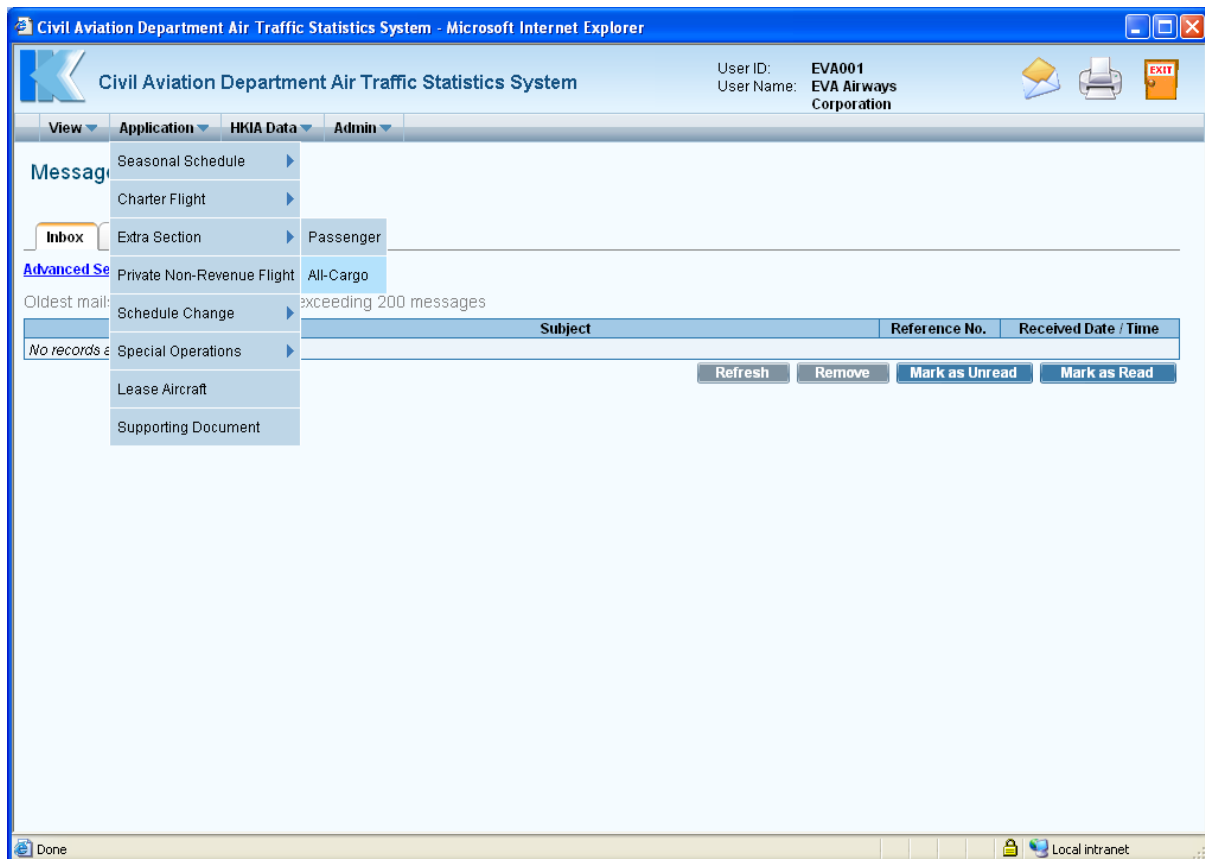 Civil Aviation Department Air Traffic Statistics System - Microsoft Internet Explorer
Civil Aviation Department Air Traffic Statistics System
User ID: EVA001
User Name: EVA Airways Corporation
EXIT
View Application HKIA Data Admin
Messag
Seasonal Schedule
Charter Flight
Inbox
Extra Section
Passenger
Advanced Se
Private Non-Revenue Flight
All-Cargo
Oldest mail
exceeding 200 messages
Schedule Change
Subject Reference No. Received Date / Time
No records a
Special Operations
Refresh Remove Mark as Unread Mark as Read
Lease Aircraft
Supporting Document
Done
Local intranet